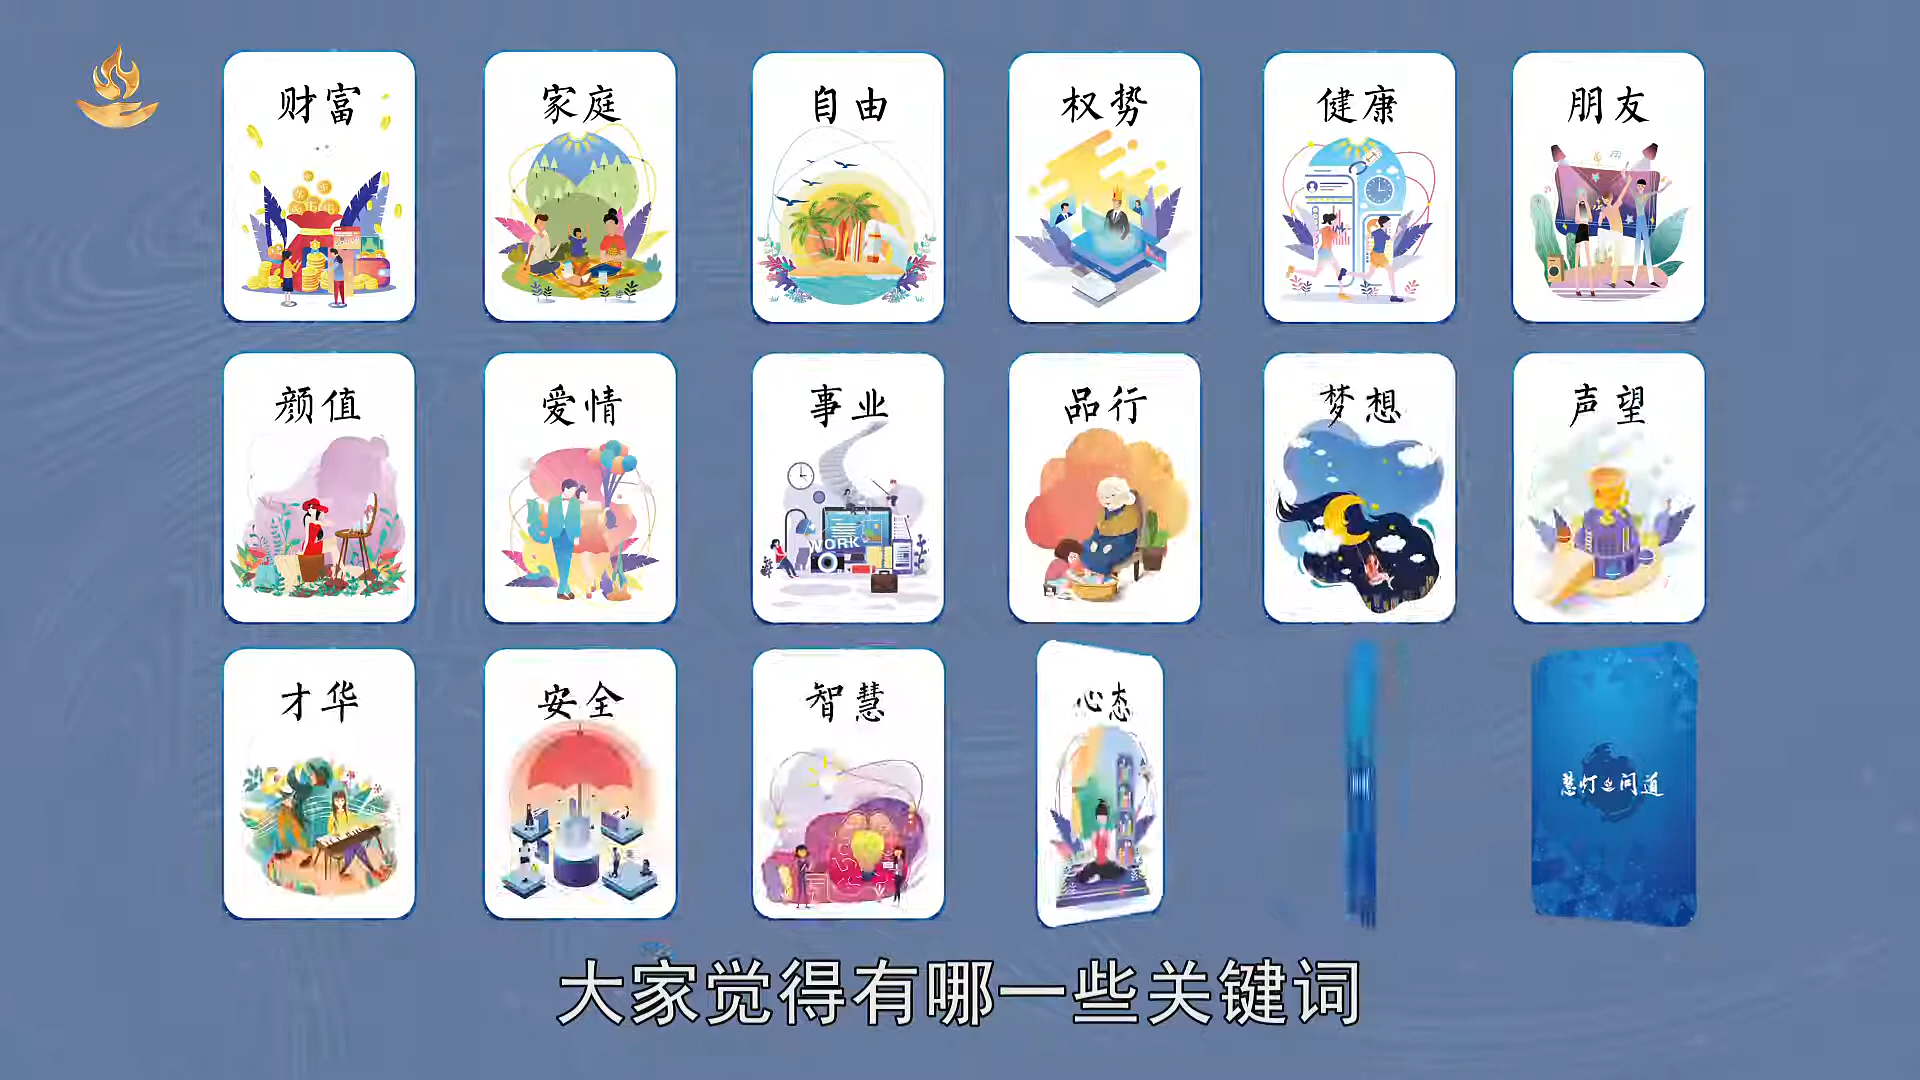 财富
家庭
自由
权势
健康
朋友
颜值
爱情
事业
WORK
品行
梦想
声望
才华
安全
智慧
心态
慧灯之问道
大家觉得有哪一些关键词